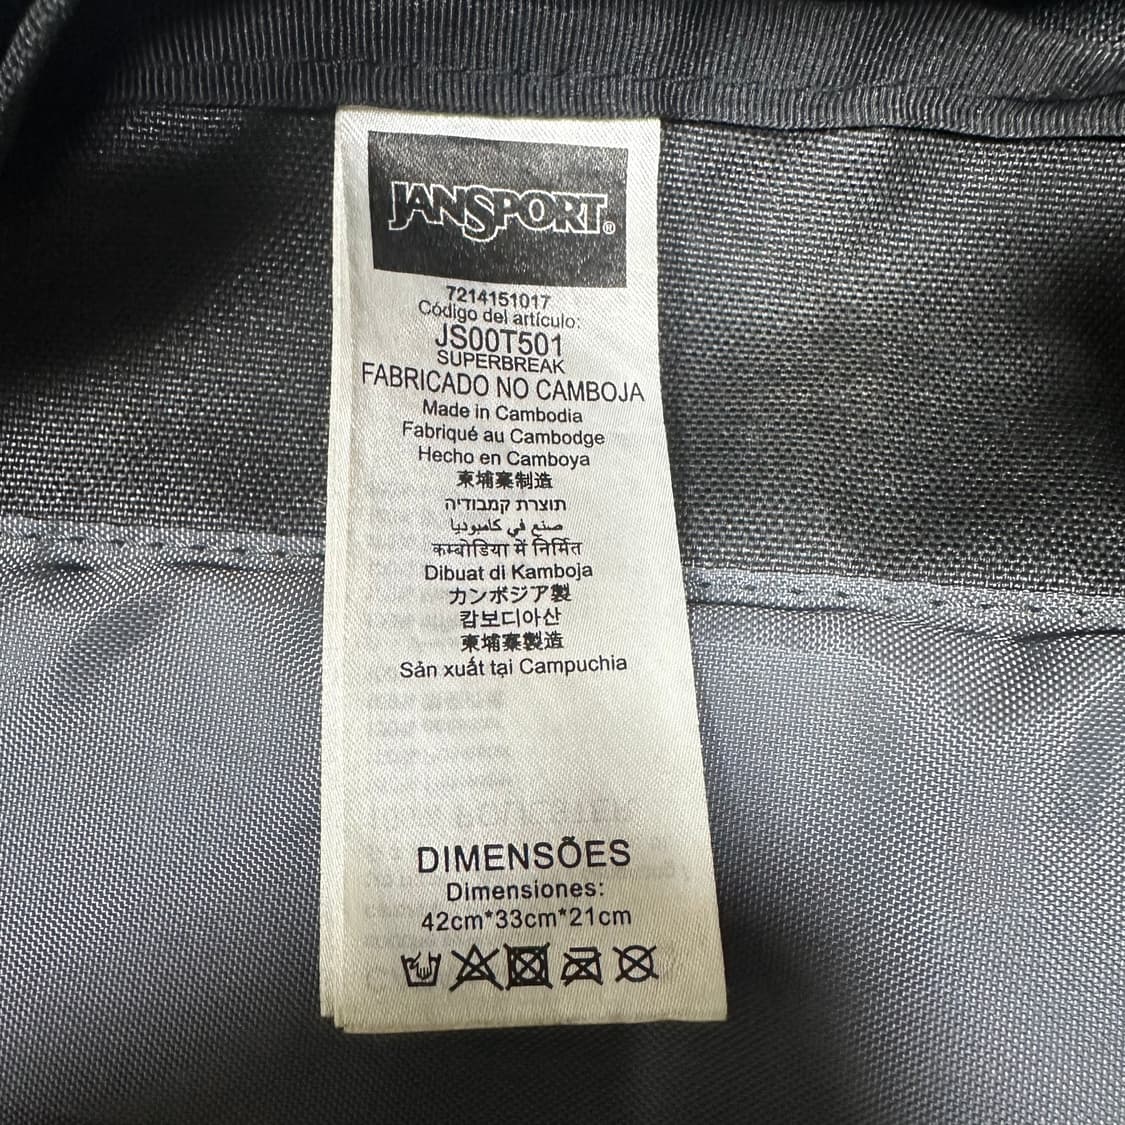 JANSPORT®
7214151017
Código del artículo:
JS00T501
SUPERBREAK
FABRICADO NO CAMBOJA
Made in Cambodia
Fabriqué au Cambodge
Hecho en Camboya
柬埔寨制造
תוצרת קמבודיה
صنع في كامبوديا
कम्बोडिया में निर्मित
Dibuat di Kamboja
カンボジア製
캄보디아산
柬埔寨製造
Sản xuất tại Campuchia
DIMENSÕES
Dimensiones:
42cm*33cm*21cm